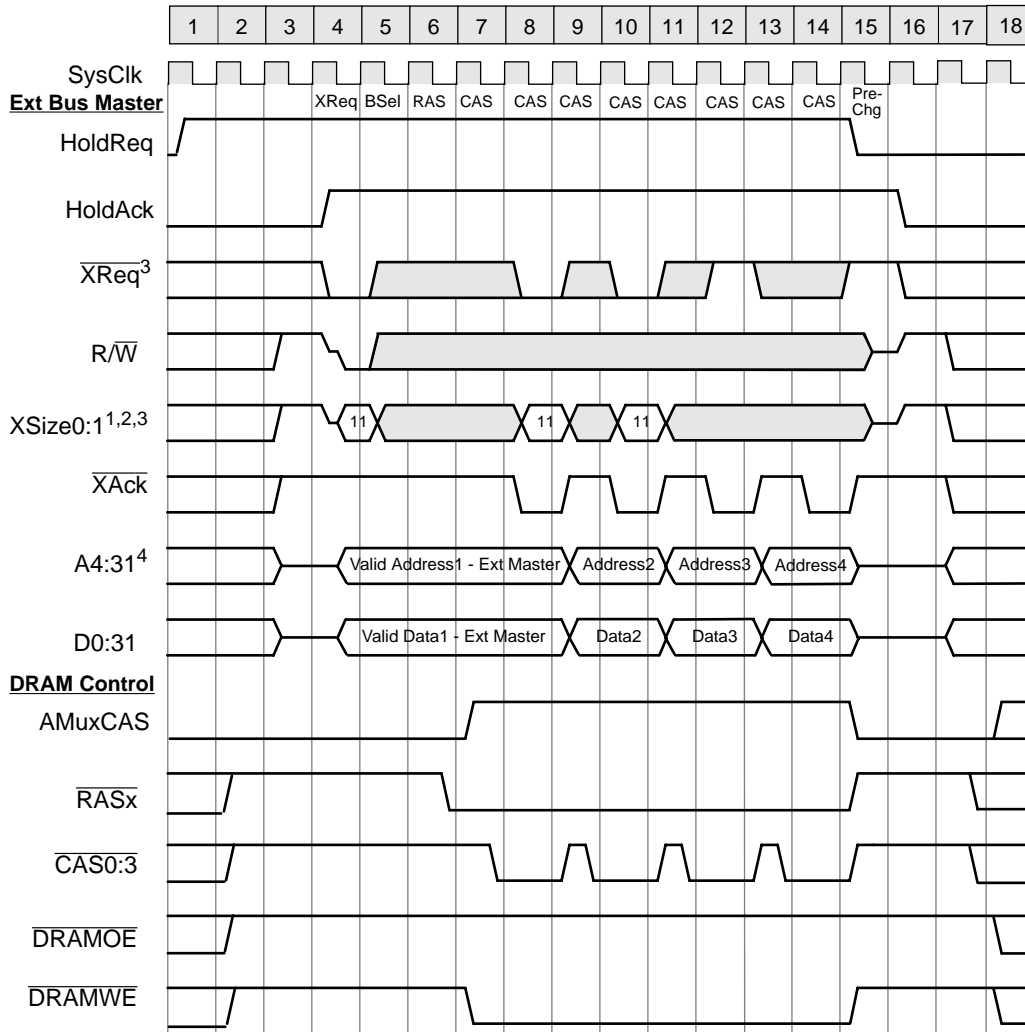 1 2 3 4 5 6 7 8 9 10 11 12 13 14 15 16 17 18
SysClk
Ext Bus Master
XReq BSel RAS CAS CAS CAS CAS CAS CAS CAS CAS Pre-
Chg
HoldReq
HoldAck
XReq3
R/W
XSize0:11,2,3
11 11 11
XAck
A4:314
Valid Address1 - Ext Master Address2 Address3 Address4
D0:31
Valid Data1 - Ext Master Data2 Data3 Data4
DRAM Control
AMuxCAS
RASx
CAS0:3
DRAMOE
DRAMWE